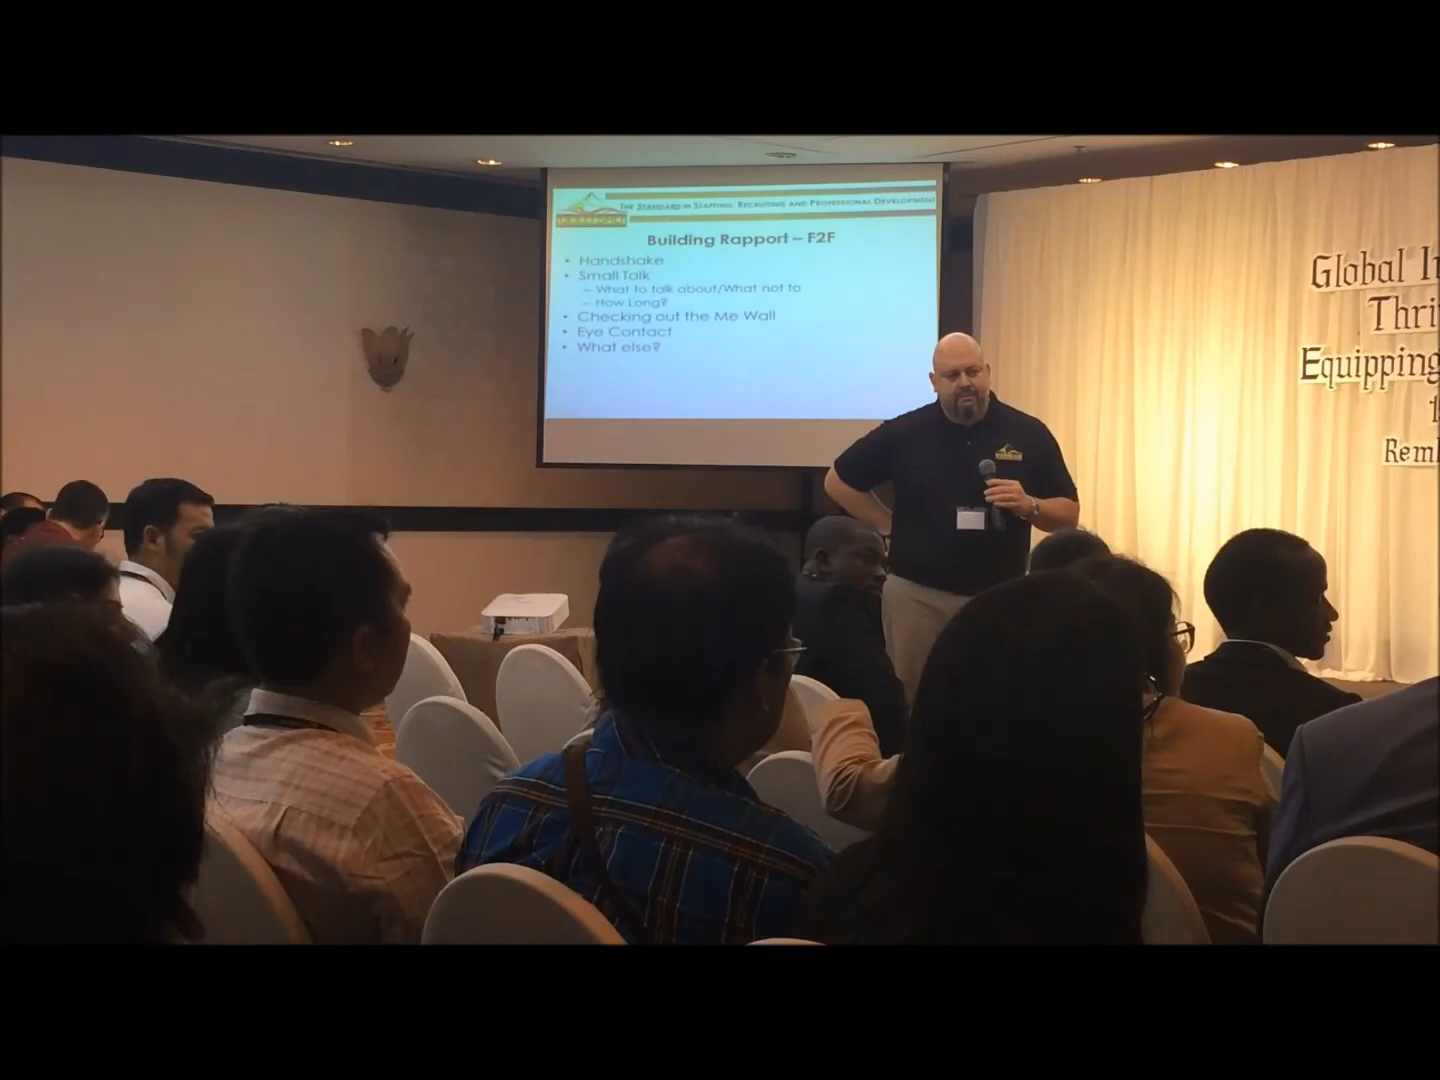 The Standard in Staffing, Recruiting and Professional Development
Building Rapport – F2F
• Handshake
• Small Talk
– What to talk about/What not to
– How Long?
• Checking out the Me Wall
• Eye Contact
• What else?
Global
Thri
Equipping
Rem